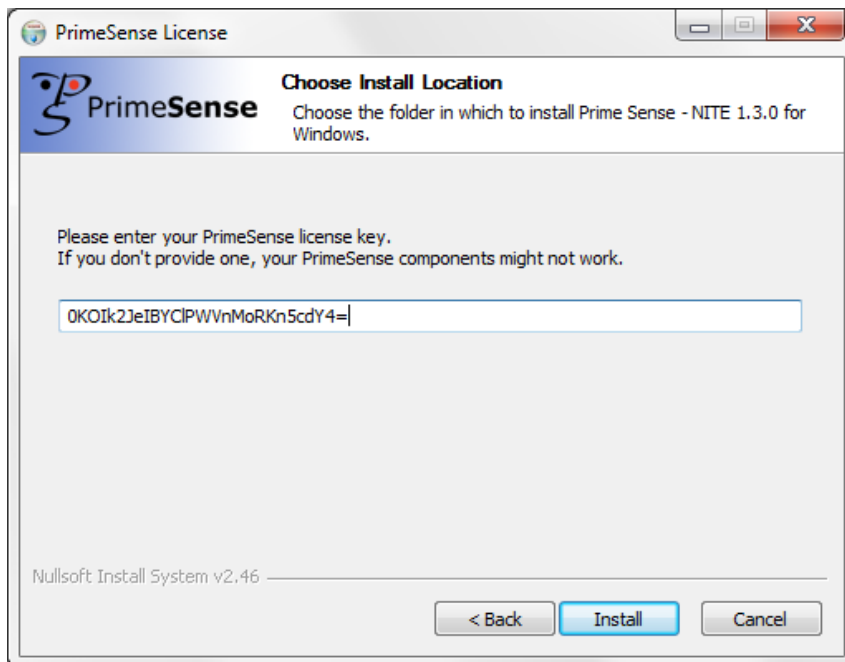 PrimeSense License
PrimeSense
Choose Install Location
Choose the folder in which to install Prime Sense - NITE 1.3.0 for
Windows.
Please enter your PrimeSense license key.
If you don't provide one, your PrimeSense components might not work.
0KOIk2JeIBYClPWVnMoRKn5cdY4=
Nullsoft Install System v2.46
< Back
Install
Cancel